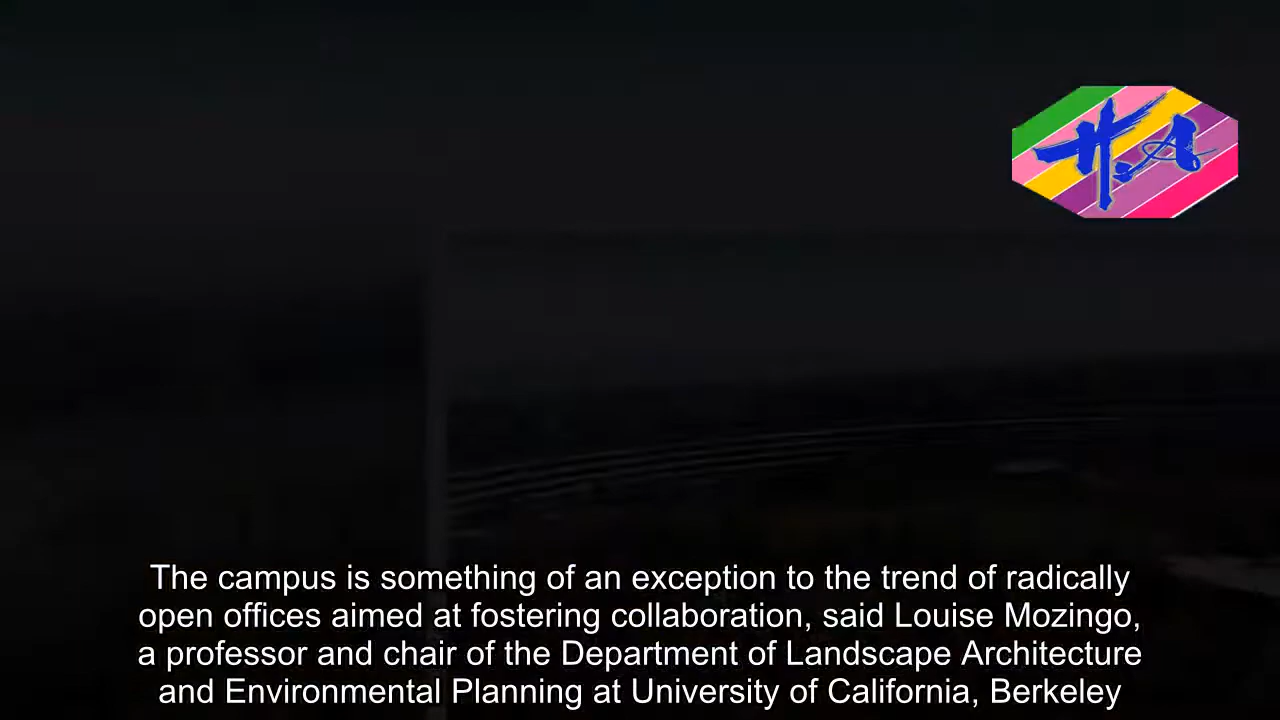 H.A
The campus is something of an exception to the trend of radically
open offices aimed at fostering collaboration, said Louise Mozingo,
a professor and chair of the Department of Landscape Architecture
and Environmental Planning at University of California, Berkeley